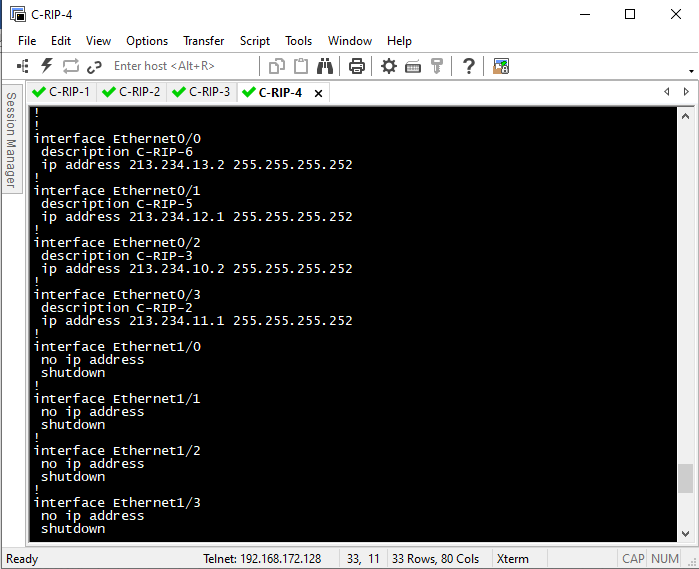 C-RIP-4
File Edit View Options Transfer Script Tools Window Help
Enter host <Alt+R>
C-RIP-1 C-RIP-2 C-RIP-3 C-RIP-4
Session Manager
!
!
interface Ethernet0/0
 description C-RIP-6
 ip address 213.234.13.2 255.255.255.252
!
interface Ethernet0/1
 description C-RIP-5
 ip address 213.234.12.1 255.255.255.252
!
interface Ethernet0/2
 description C-RIP-3
 ip address 213.234.10.2 255.255.255.252
!
interface Ethernet0/3
 description C-RIP-2
 ip address 213.234.11.1 255.255.255.252
!
interface Ethernet1/0
 no ip address
 shutdown
!
interface Ethernet1/1
 no ip address
 shutdown
!
interface Ethernet1/2
 no ip address
 shutdown
!
interface Ethernet1/3
 no ip address
 shutdown
Ready Telnet: 192.168.172.128 33, 11 33 Rows, 80 Cols Xterm CAP NUM